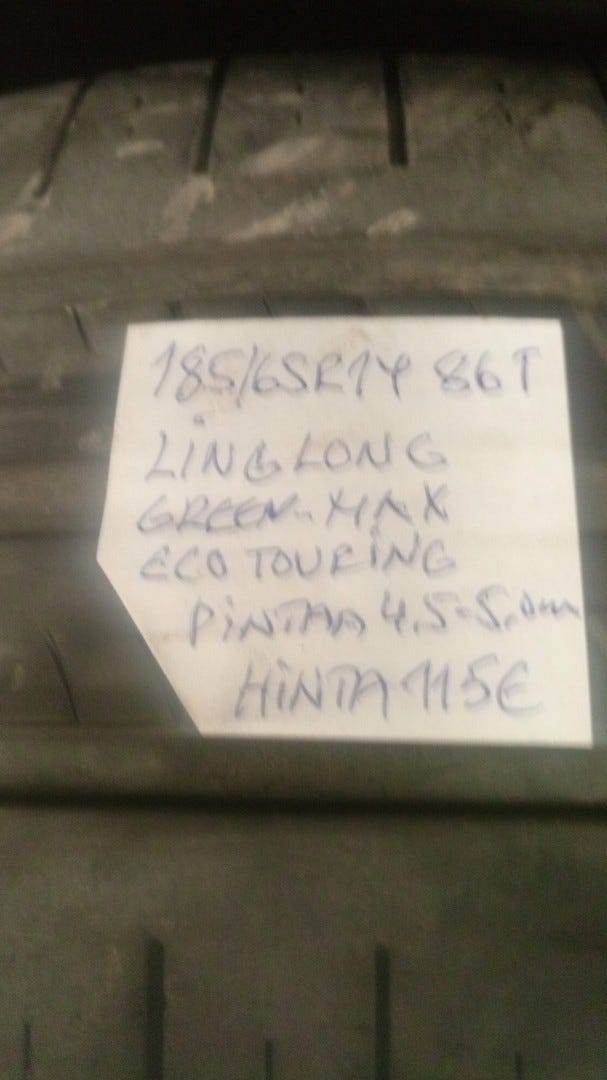 185/65R14 86T
LINGLONG
GREEN-MAX
ECO TOURING
PINTAA 4.5-5.0mm
HINTA 115€